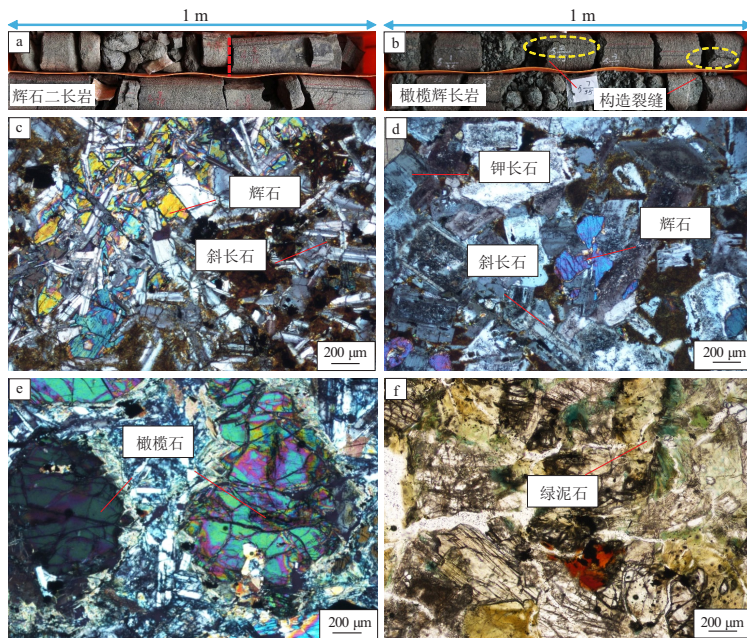 1 m
1 m
a
b
辉石二长岩
橄榄辉长岩
构造裂缝
c
辉石
斜长石
200 μm
d
钾长石
辉石
斜长石
200 μm
e
橄榄石
200 μm
f
绿泥石
200 μm